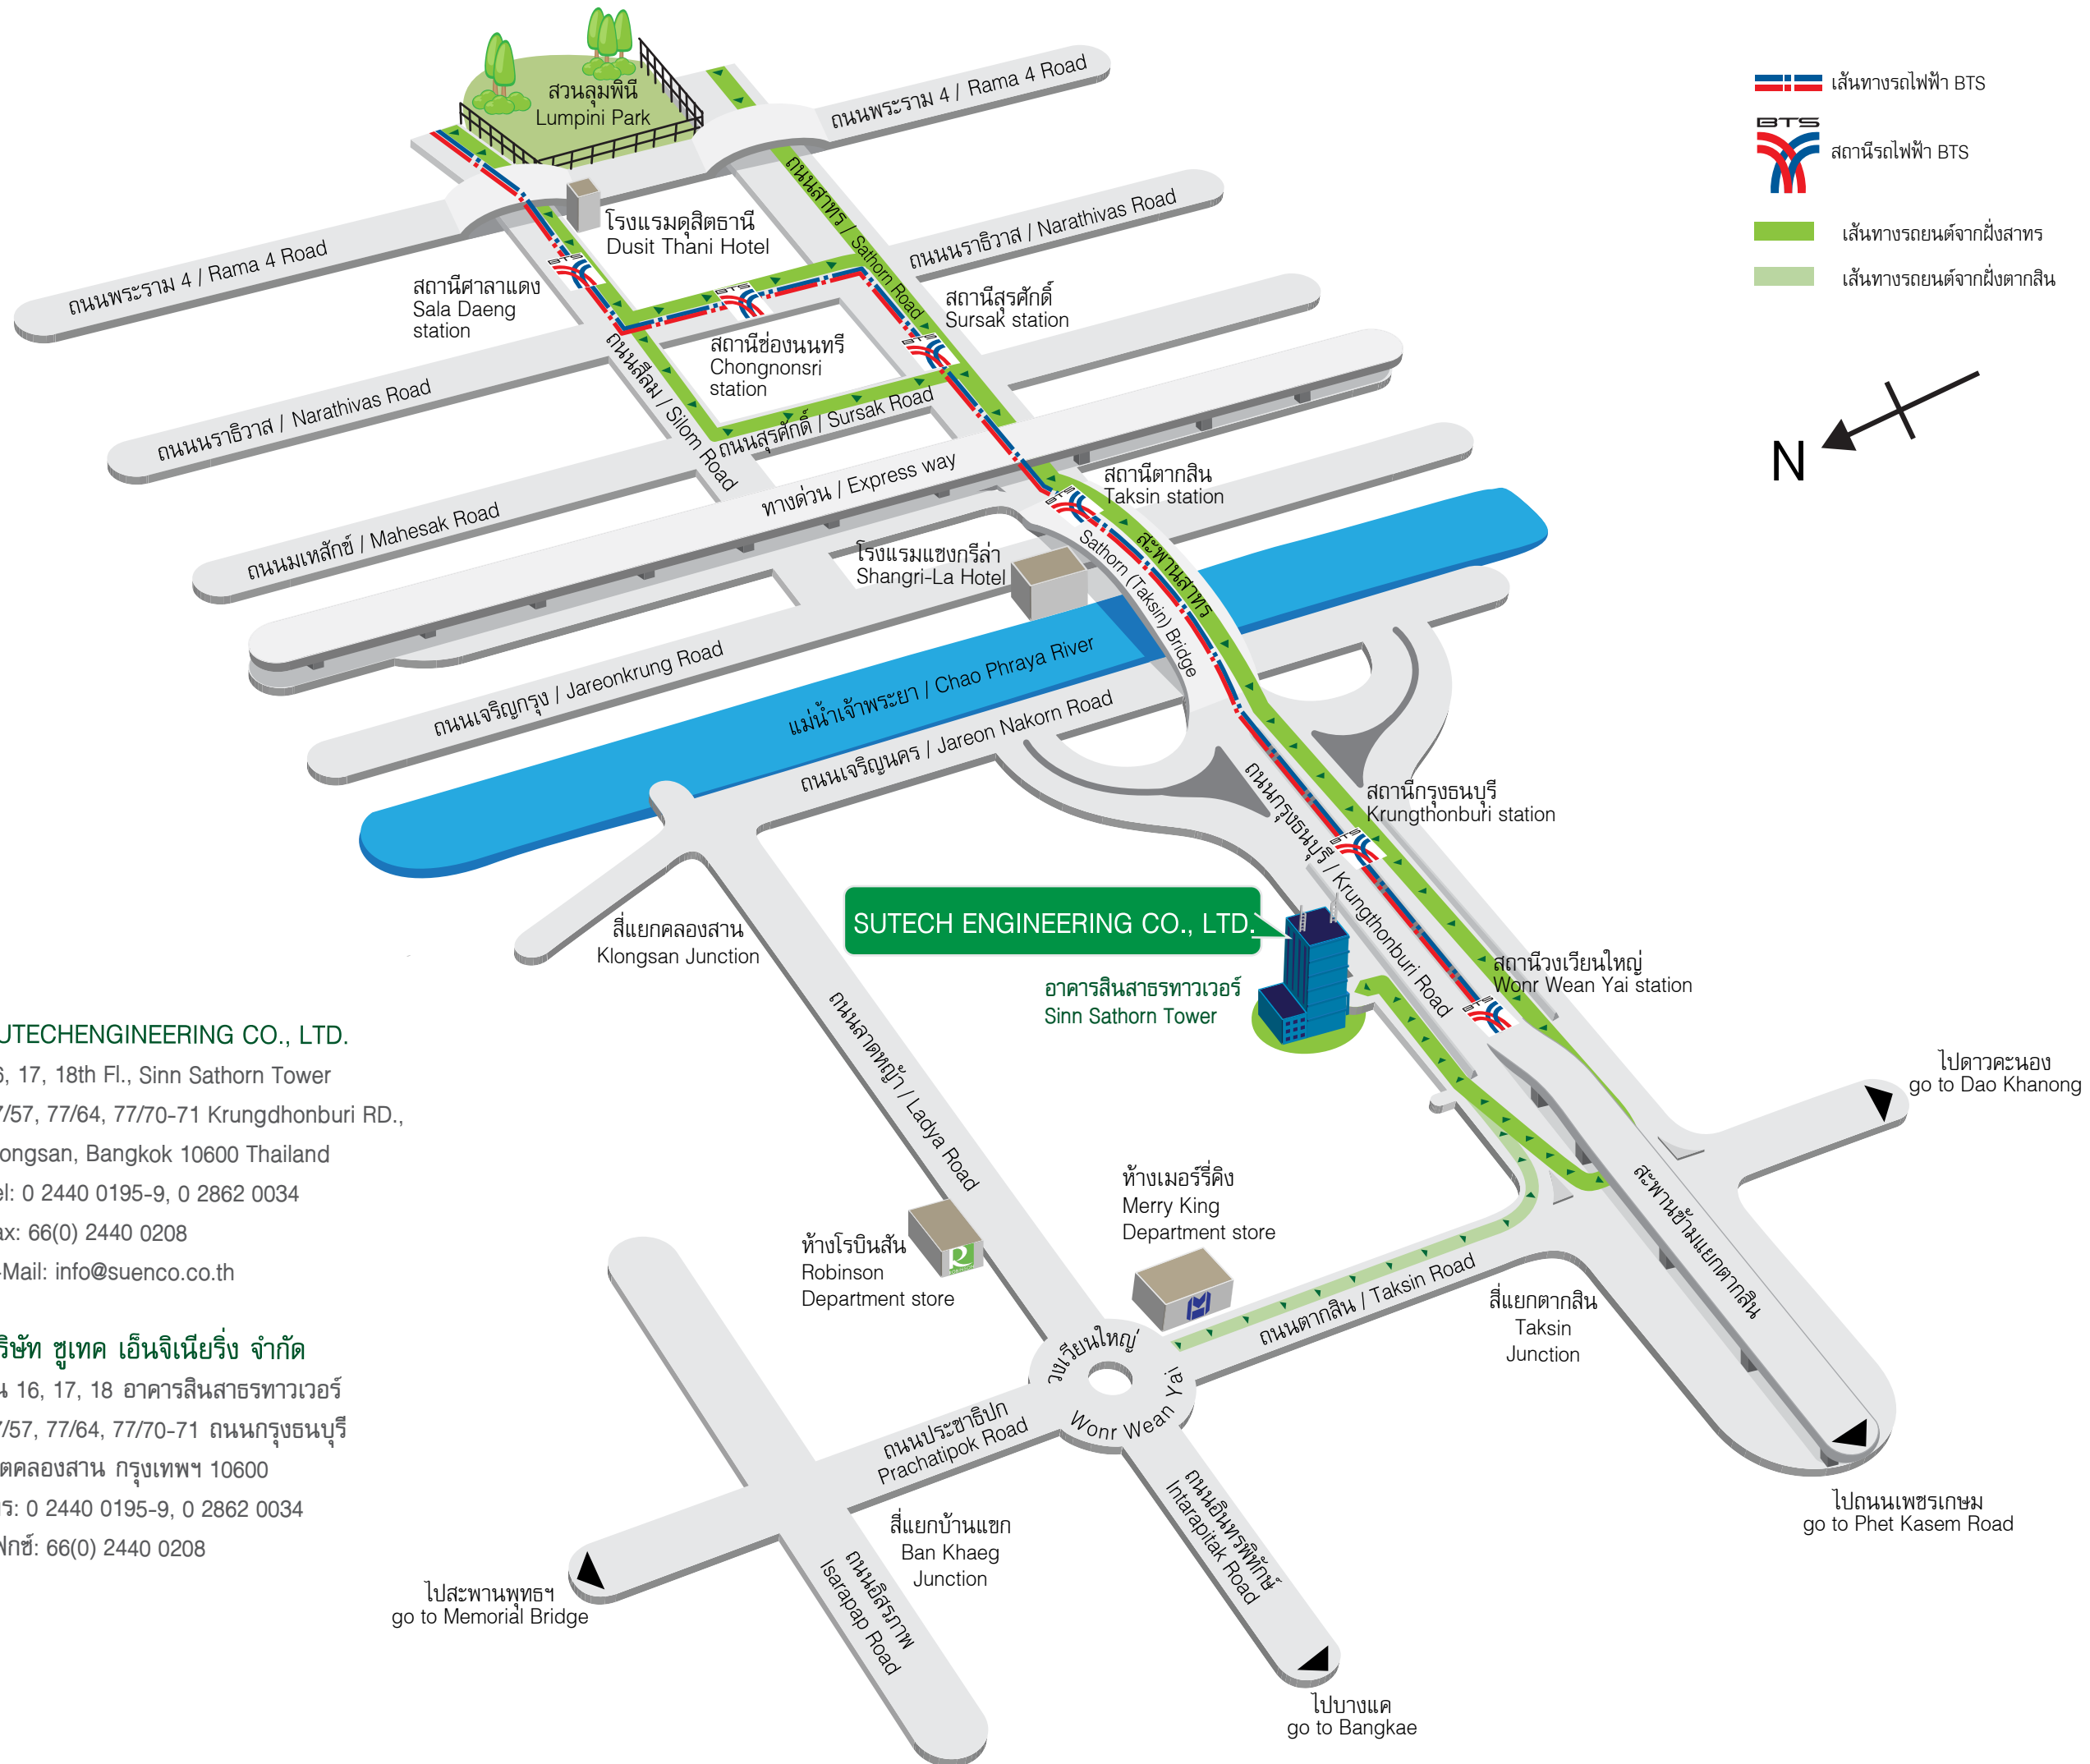 สวนลุมพินี
Lumpini Park
ถนนพระราม 4 / Rama 4 Road
เส้นทางรถไฟฟ้า BTS
BTS
สถานีรถไฟฟ้า BTS
เส้นทางรถยนต์จากฝั่งสาทร
เส้นทางรถยนต์จากฝั่งตากสิน
N
ถนนสาทร / Sathorn Road
ถนนนราธิวาส / Narathivas Road
โรงแรมดุสิตธานี
Dusit Thani Hotel
ถนนพระราม 4 / Rama 4 Road
BTS
สถานีศาลาแดง
Sala Daeng
station
BTS
สถานีช่องนนทรี
Chongnonsri
station
สถานีสุรศักดิ์
Sursak station
BTS
ถนนสีลม / Silom Road
ถนนสุรศักดิ์ / Sursak Road
ถนนนราธิวาส / Narathivas Road
ทางด่วน / Express way
สถานีตากสิน
Taksin station
BTS
ถนนมเหสักข์ / Mahesak Road
โรงแรมแชงกรีล่า
Shangri-La Hotel
สะพานสาทร
Sathorn (Taksin) Bridge
ถนนเจริญกรุง / Jareonkrung Road
แม่น้ำเจ้าพระยา / Chao Phraya River
ถนนเจริญนคร / Jareon Nakorn Road
สถานีกรุงธนบุรี
Krungthonburi station
BTS
ถนนกรุงธนบุรี / Krungthonburi Road
SUTECH ENGINEERING CO., LTD.
อาคารสินสาธรทาวเวอร์
Sinn Sathorn Tower
สี่แยกคลองสาน
Klongsan Junction
สถานีวงเวียนใหญ่
Wonr Wean Yai station
BTS
ไปดาวคะนอง
go to Dao Khanong
ถนนลาดหญ้า / Ladya Road
ห้างโรบินสัน
Robinson
Department store
ห้างเมอร์รี่คิง
Merry King
Department store
ถนนตากสิน / Taksin Road
สี่แยกตากสิน
Taksin
Junction
สะพานข้ามแยกตากสิน
วงเวียนใหญ่
Wonr Wean Yai
ถนนประชาธิปก
Prachatipok Road
สี่แยกบ้านแขก
Ban Khaeg
Junction
ถนนอินทรพิทักษ์
Intarapitak Road
ถนนอิสรภาพ
Isarapap Road
ไปสะพานพุทธฯ
go to Memorial Bridge
ไปบางแค
go to Bangkae
ไปถนนเพชรเกษม
go to Phet Kasem Road
UTECHENGINEERING CO., LTD.
6, 17, 18th Fl., Sinn Sathorn Tower
7/57, 77/64, 77/70-71 Krungdhonburi RD.,
ongsan, Bangkok 10600 Thailand
el: 0 2440 0195-9, 0 2862 0034
ax: 66(0) 2440 0208
-Mail: info@suenco.co.th
ริษัท ซูเทค เอ็นจิเนียริ่ง จำกัด
น 16, 17, 18 อาคารสินสาธรทาวเวอร์
7/57, 77/64, 77/70-71 ถนนกรุงธนบุรี
ตคลองสาน กรุงเทพฯ 10600
ทร: 0 2440 0195-9, 0 2862 0034
ฟกซ์: 66(0) 2440 0208